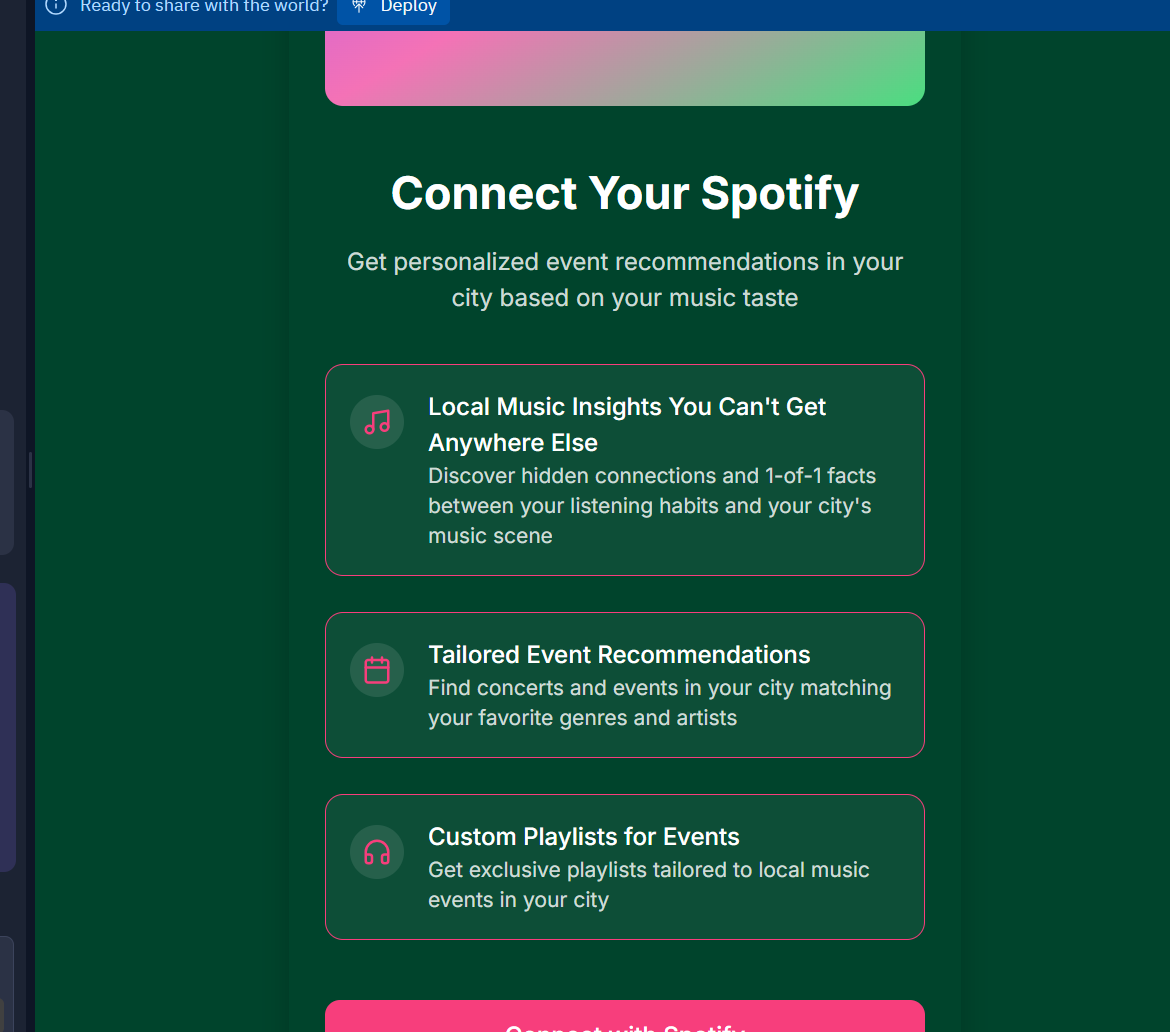 Ready to share with the world?
Deploy
Connect Your Spotify
Get personalized event recommendations in your
city based on your music taste
Local Music Insights You Can't Get
Anywhere Else
Discover hidden connections and 1-of-1 facts
between your listening habits and your city's
music scene
Tailored Event Recommendations
Find concerts and events in your city matching
your favorite genres and artists
Custom Playlists for Events
Get exclusive playlists tailored to local music
events in your city
Connect with Spotify